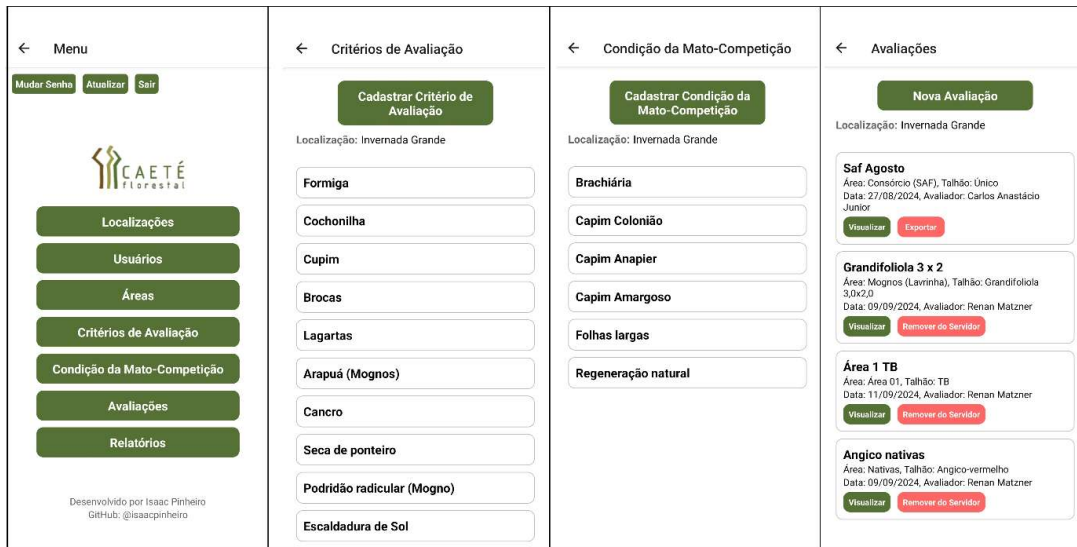 Menu
Mudar Senha
Atualizar
Sair
CAETÉ
florestal
Localizações
Usuários
Áreas
Critérios de Avaliação
Condição da Mato-Competição
Avaliações
Relatórios
Desenvolvido por Isaac Pinheiro
GitHub: @isaacpinheiro
Critérios de Avaliação
Cadastrar Critério de
Avaliação
Localização: Invernada Grande
Formiga
Cochonilha
Cupim
Brocas
Lagartas
Arapuá (Mognos)
Cancro
Seca de ponteiro
Podridão radicular (Mogno)
Escaldadura de Sol
Condição da Mato-Competição
Cadastrar Condição da
Mato-Competição
Localização: Invernada Grande
Brachiária
Capim Colonião
Capim Anapier
Capim Amargoso
Folhas largas
Regeneração natural
Avaliações
Nova Avaliação
Localização: Invernada Grande
Saf Agosto
Área: Consórcio (SAF), Talhão: Único
Data: 27/08/2024, Avaliador: Carlos Anastácio
Junior
Visualizar
Exportar
Grandifoliola 3 x 2
Área: Mognos (Lavrinha), Talhão: Grandifoliola
3,0x2,0
Data: 09/09/2024, Avaliador: Renan Matzner
Visualizar
Remover do Servidor
Área 1 TB
Área: Área 01, Talhão: TB
Data: 11/09/2024, Avaliador: Renan Matzner
Visualizar
Remover do Servidor
Angico nativas
Área: Nativas, Talhão: Angico-vermelho
Data: 09/09/2024, Avaliador: Renan Matzner
Visualizar
Remover do Servidor